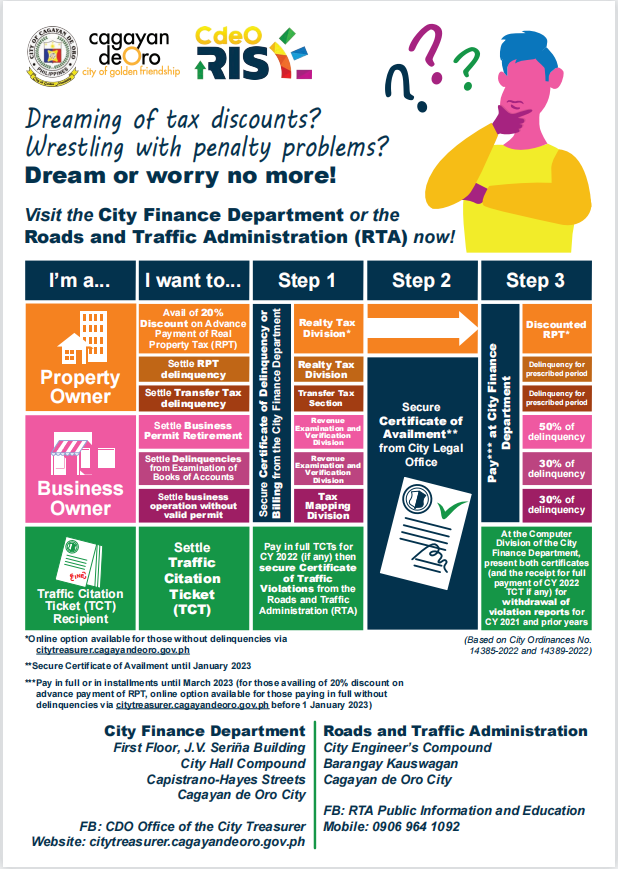 CITY OF CAGAYAN DE ORO
PHILIPPINES
cagayan
deOro
city of golden friendship
CdeO
RIS
Dreaming of tax discounts?
Wrestling with penalty problems?
Dream or worry no more!
Visit the City Finance Department or the
Roads and Traffic Administration (RTA) now!
I'm a...
I want to...
Step 1
Step 2
Step 3
Property
Owner
Avail of 20%
Discount on Advance
Payment of Real
Property Tax (RPT)
Settle RPT
delinquency
Settle Transfer Tax
delinquency
Secure Certificate of Delinquency or
Billing from the City Finance Department
Realty Tax
Division*
Realty Tax
Division
Transfer Tax
Section
Secure
Certificate of
Availment**
from City Legal
Office
Pay*** at City Finance
Department
Discounted
RPT*
Delinquency for
prescribed period
Delinquency for
prescribed period
Business
Owner
Settle Business
Permit Retirement
Settle Delinquencies
from Examination of
Books of Accounts
Settle business
operation without
valid permit
Revenue
Examination and
Verification
Division
Revenue
Examination and
Verification
Division
Tax
Mapping
Division
50% of
delinquency
30% of
delinquency
30% of
delinquency
Traffic Citation
Ticket (TCT)
Recipient
Settle
Traffic
Citation
Ticket
(TCT)
Pay in full TCTs for
CY 2022 (if any) then
secure Certificate
of Traffic
Violations from the
Roads and Traffic
Administration (RTA)
At the Computer
Division of the City
Finance Department,
present both certificates
(and the receipt for full
payment of CY 2022
TCT if any) for
withdrawal of
violation reports for
CY 2021 and prior years
*Online option available for those without delinquencies via
citytreasurer.cagayandeoro.gov.ph
(Based on City Ordinances No.
14385-2022 and 14389-2022)
**Secure Certificate of Availment until January 2023
***Pay in full or in installments until March 2023 (for those availing of 20% discount on
advance payment of RPT, online option available for those paying in full without
delinquencies via citytreasurer.cagayandeoro.gov.ph before 1 January 2023)
City Finance Department
First Floor, J.V. Seriña Building
City Hall Compound
Capistrano-Hayes Streets
Cagayan de Oro City
FB: CDO Office of the City Treasurer
Website: citytreasurer.cagayandeoro.gov.ph
Roads and Traffic Administration
City Engineer's Compound
Barangay Kauswagan
Cagayan de Oro City
FB: RTA Public Information and Education
Mobile: 0906 964 1092